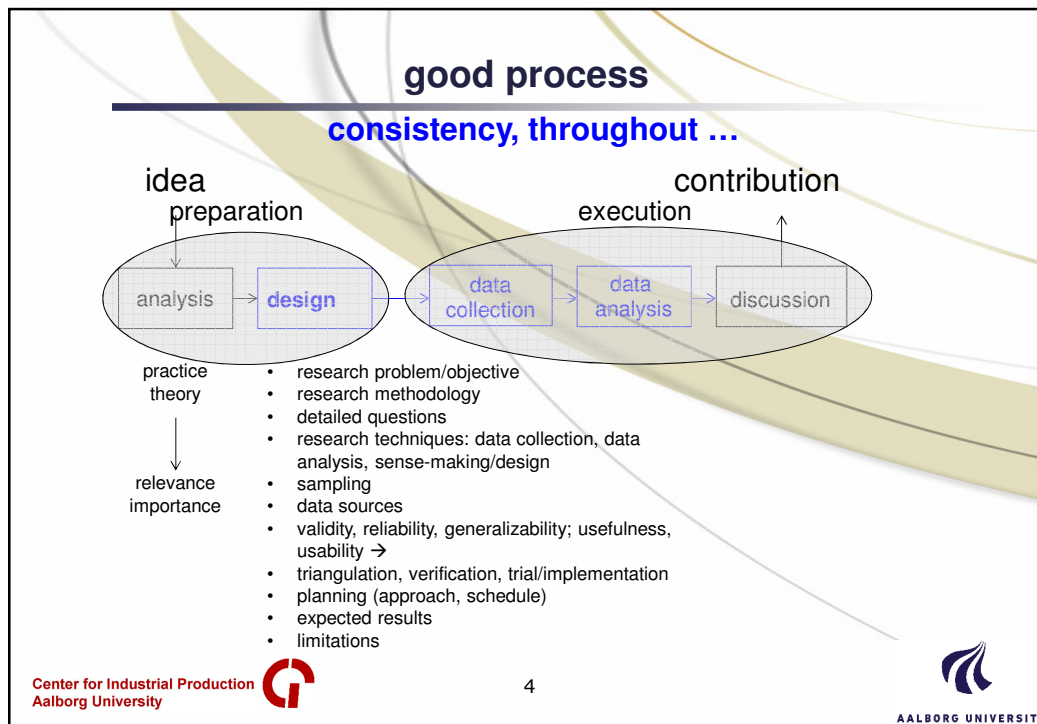 good process
consistency, throughout ...
idea
contribution
preparation
execution
analysis
design
data
collection
data
analysis
discussion
practice
theory
relevance
importance
• research problem/objective
• research methodology
• detailed questions
• research techniques: data collection, data
analysis, sense-making/design
• sampling
• data sources
• validity, reliability, generalizability; usefulness,
usability →
• triangulation, verification, trial/implementation
• planning (approach, schedule)
• expected results
• limitations
Center for Industrial Production
Aalborg University
4
AALBORG UNIVERSIT